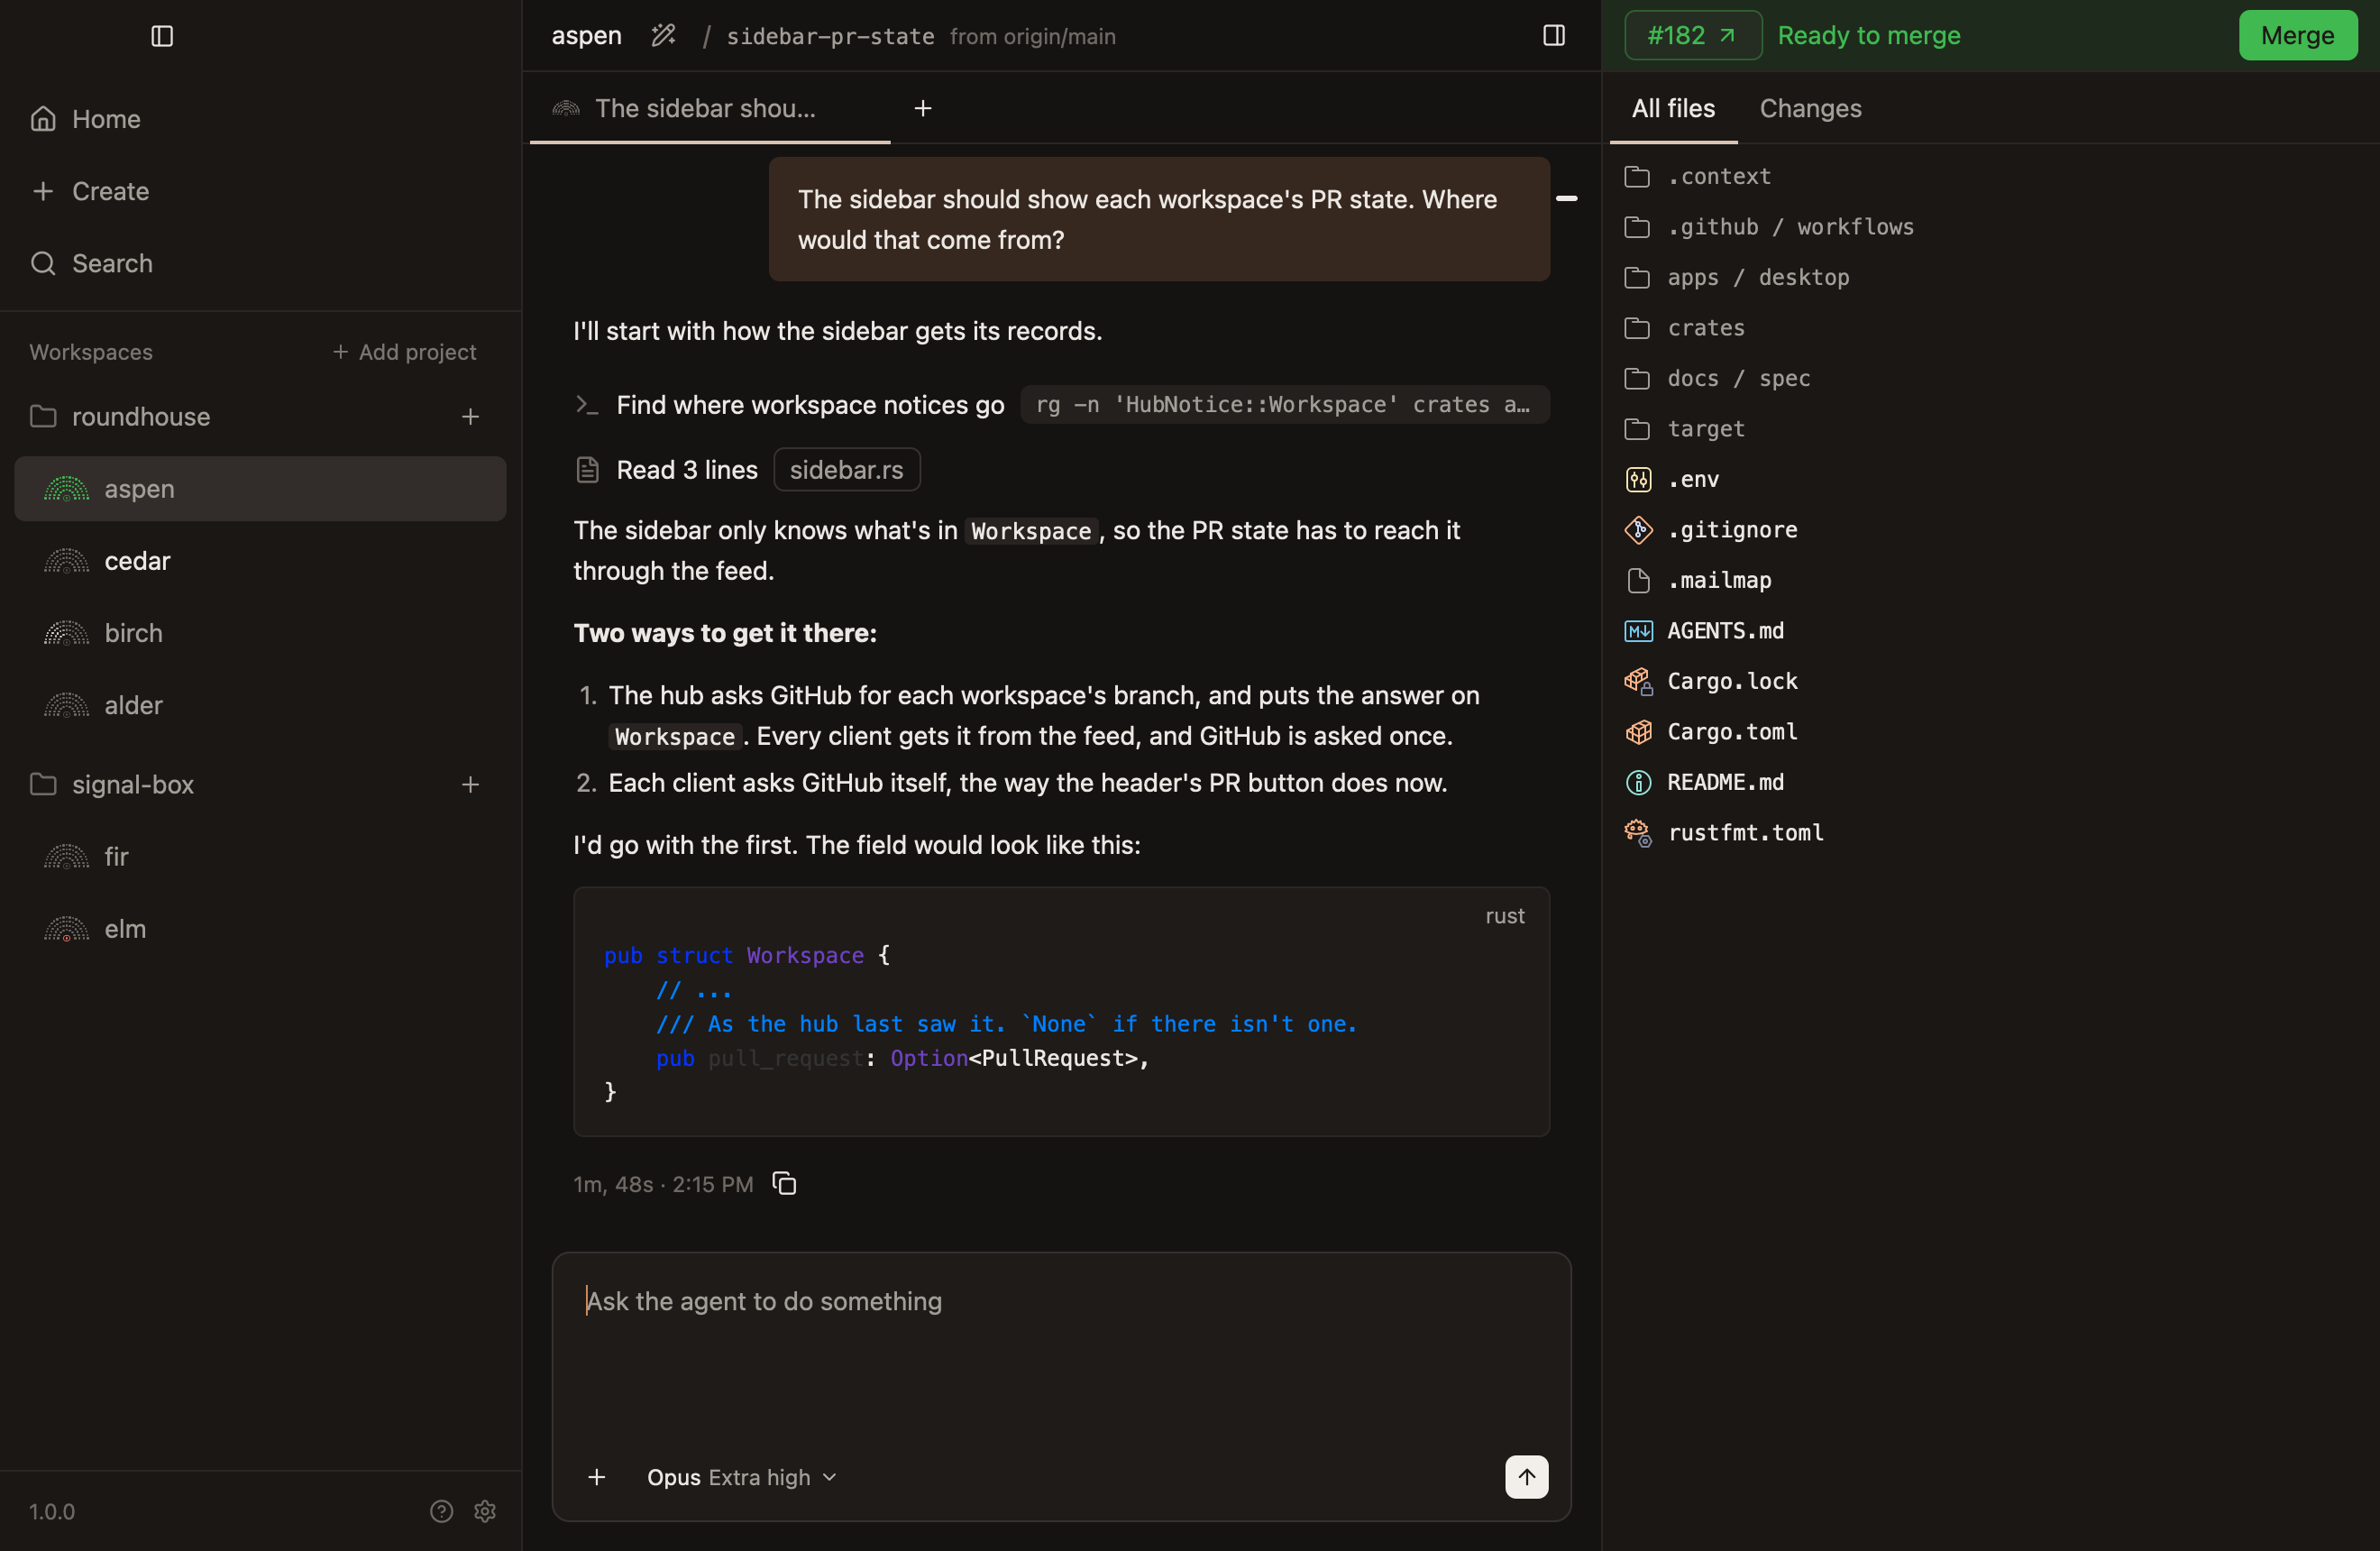 aspen / sidebar-pr-state from origin/main
#182 Ready to merge
Merge
Home
Create
Search
Workspaces
Add project
roundhouse
aspen
cedar
birch
alder
signal-box
fir
elm
1.0.0
The sidebar shou...
The sidebar should show each workspace's PR state. Where
would that come from?
I'll start with how the sidebar gets its records.
Find where workspace notices go rg -n 'HubNotice::Workspace' crates a…
Read 3 lines sidebar.rs
The sidebar only knows what's in Workspace, so the PR state has to reach it
through the feed.
Two ways to get it there:
1. The hub asks GitHub for each workspace's branch, and puts the answer on
Workspace. Every client gets it from the feed, and GitHub is asked once.
2. Each client asks GitHub itself, the way the header's PR button does now.
I'd go with the first. The field would look like this:
rust
pub struct Workspace {
// ...
/// As the hub last saw it. `None` if there isn't one.
pub pull_request: Option<PullRequest>,
}
1m, 48s · 2:15 PM
Ask the agent to do something
Opus Extra high
All files
Changes
.context
.github / workflows
apps / desktop
crates
docs / spec
target
.env
.gitignore
.mailmap
AGENTS.md
Cargo.lock
Cargo.toml
README.md
rustfmt.toml